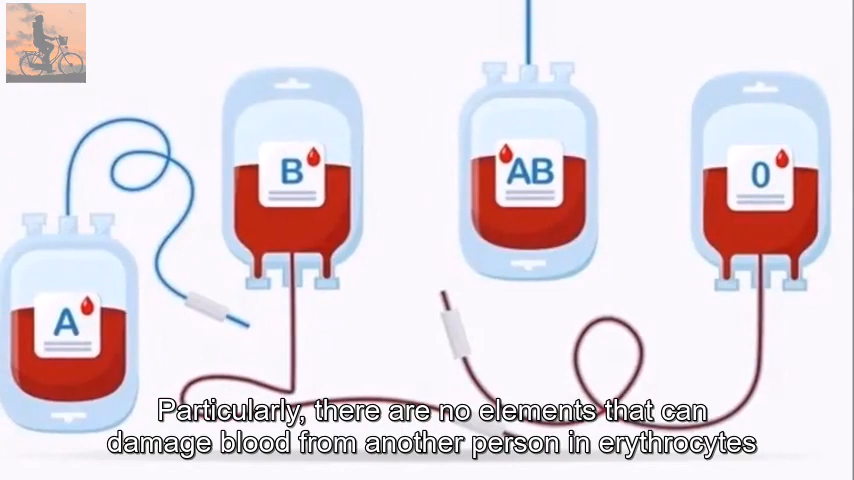 A
B
AB
0
Particularly, there are no elements that can
damage blood from another person in erythrocytes